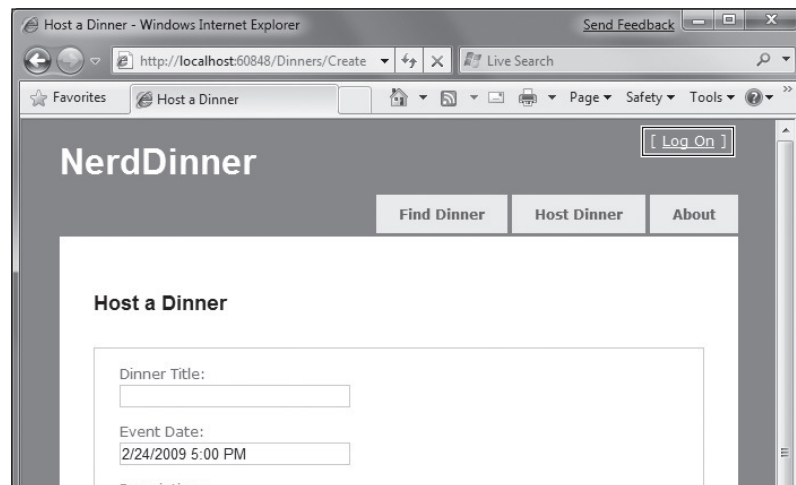 Host a Dinner - Windows Internet Explorer
Send Feedback
http://localhost:60848/Dinners/Create
Live Search
Favorites
Host a Dinner
Page
Safety
Tools
[ Log On ]
NerdDinner
Find Dinner
Host Dinner
About
Host a Dinner
Dinner Title:
Event Date:
2/24/2009 5:00 PM